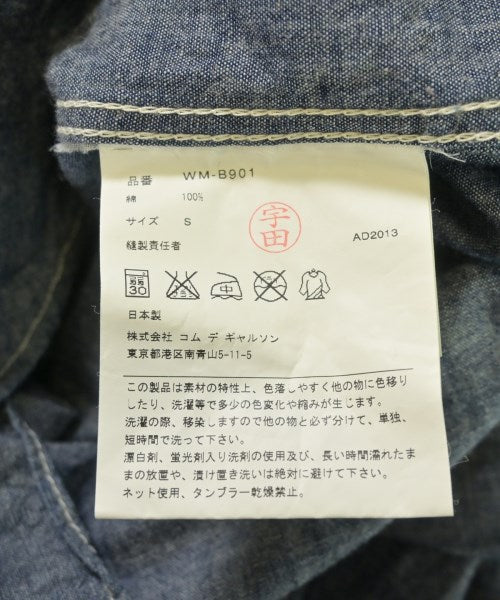 品番 WM-B901
綿 100%
サイズ S
宇田
縫製責任者
AD2013
弱 30 中
日本製
株式会社 コム デ ギャルソン
東京都港区南青山5-11-5
この製品は素材の特性上、色落しやすく他の物に色移り
したり、洗濯等で多少の色変化や縮みが生じます。
洗濯の際、移染しますので他の物と必ず分けて、単独、
短時間で洗って下さい。
漂白剤、蛍光剤入り洗剤の使用及び、長い時間濡れたま
まの放置や、漬け置き洗いは絶対に避けて下さい。
ネット使用、タンブラー乾燥禁止。